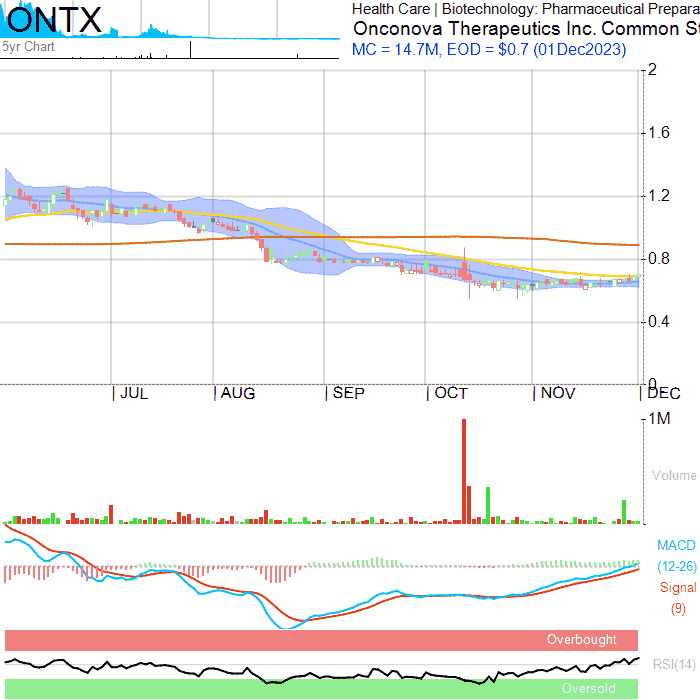 ONTX
5yr Chart
Health Care | Biotechnology: Pharmaceutical Prepara
Onconova Therapeutics Inc. Common St
MC = 14.7M, EOD = $0.7 (01Dec2023)
2
1.6
1.2
0.8
0.4
0
JUL AUG SEP OCT NOV DEC
1M
Volume
MACD
(12-26)
Signal
(9)
Overbought
RSI(14)
Oversold